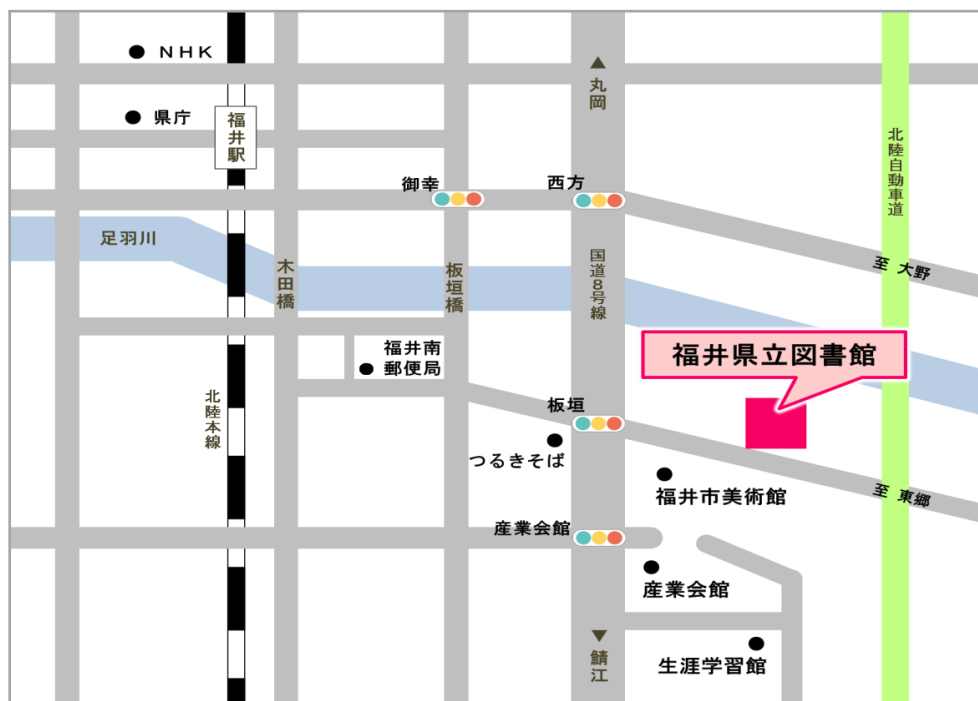 NHK
県庁
福井駅
丸岡
北陸自動車道
御幸
西方
足羽川
木田橋
板垣橋
国道8号線
至 大野
福井県立図書館
福井南
郵便局
北陸本線
板垣
つるきそば
福井市美術館
至 東郷
産業会館
産業会館
生涯学習館
鯖江